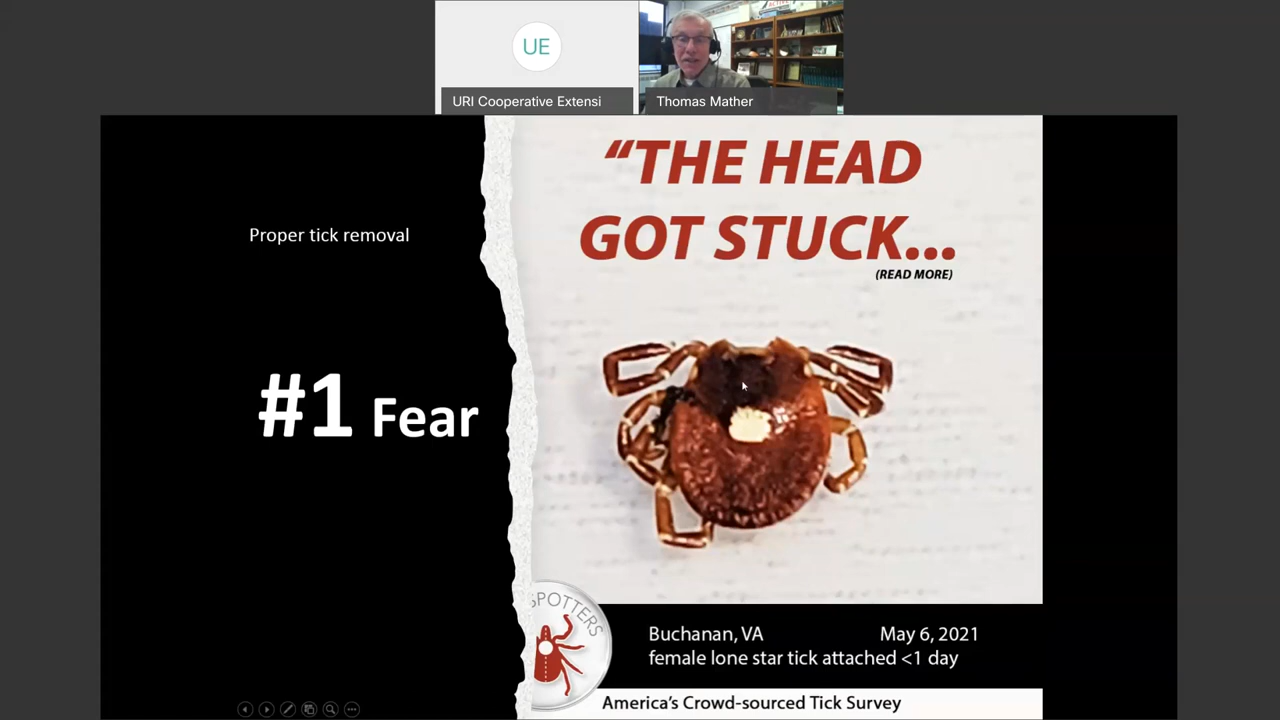 UE
URI Cooperative Extensi
Thomas Mather
Proper tick removal
#1 Fear
“THE HEAD
GOT STUCK...
(READ MORE)
SPOTTERS
Buchanan, VA
May 6, 2021
female lone star tick attached <1 day
America's Crowd-sourced Tick Survey